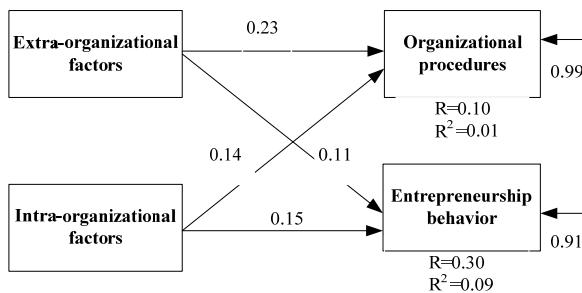 Extra-organizational
factors
0.23
Organizational
procedures
0.99
R=0.10
R²=0.01
0.14
0.11
Intra-organizational
factors
0.15
Entrepreneurship
behavior
0.91
R=0.30
R²=0.09